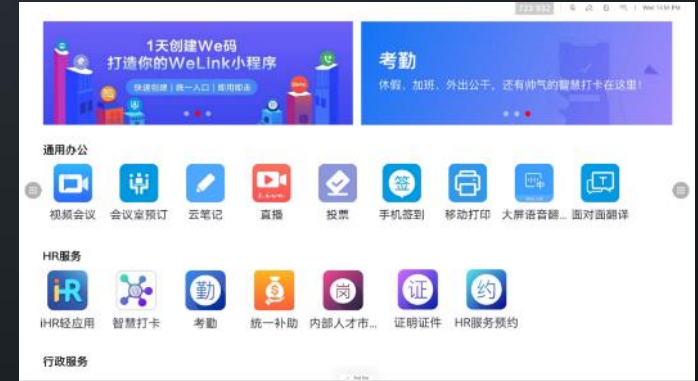 723 932
Wed 14:54 PM
1天创建We码
打造你的WeLink小程序
快速创建 | 统一入口 | 即用即走
考勤
休假、加班、外出公干，还有帅气的智慧打卡在这里！
通用办公
签
视频会议 会议室预订 云笔记 直播 投票 手机签到 移动打印 大屏语音翻... 面对面翻译
HR服务
iHR 勤 $ 岗 证 约
iHR轻应用 智慧打卡 考勤 统一补助 内部人才市... 证明证件 HR服务预约
行政服务